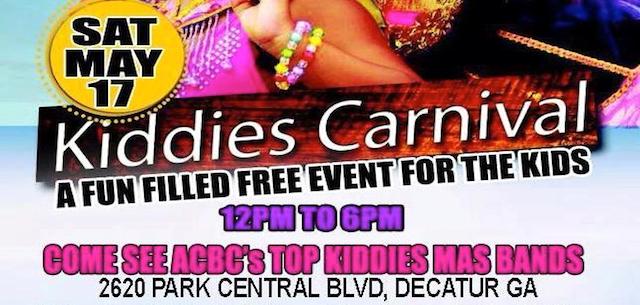 SAT
MAY
17
Kiddies Carnival
A FUN FILLED FREE EVENT FOR THE KIDS
12PM TO 6PM
COME SEE ACBC's TOP KIDDIES MAS BANDS
2620 PARK CENTRAL BLVD, DECATUR GA